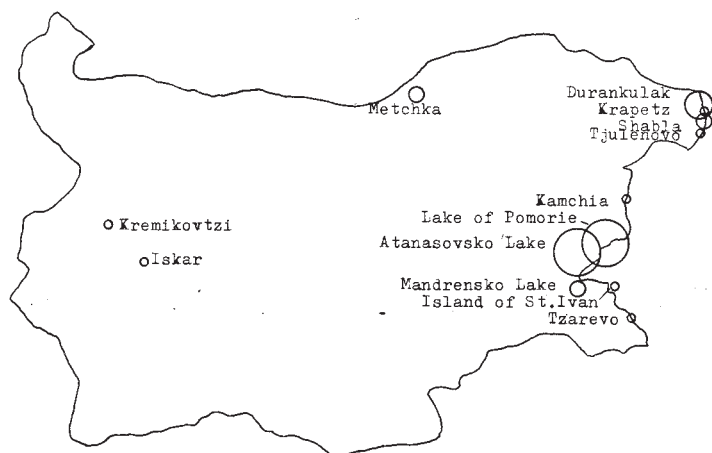 Durankulak
Metchka
Krapetz
Shabla
Tjulenovo
Kamchia
Lake of Pomorie
Kremikovtzi
Atanasovsko Lake
Iskar
Mandrensko Lake
Island of St.Ivan
Tzarevo